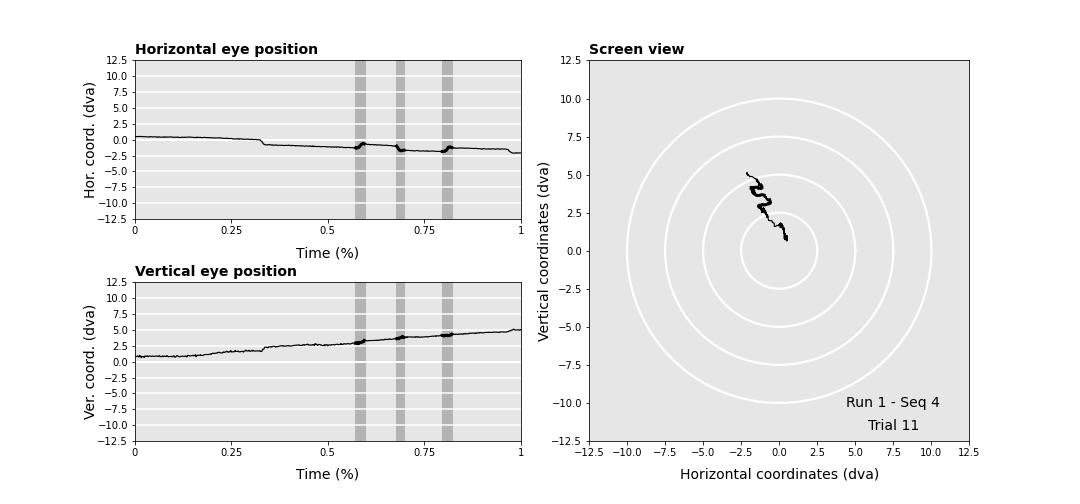 Horizontal eye position
Hor. coord. (dva)
12.5
10.0
7.5
5.0
2.5
0.0
−2.5
−5.0
−7.5
−10.0
−12.5
0 0.25 0.5 0.75 1
Time (%)
Vertical eye position
Ver. coord. (dva)
12.5
10.0
7.5
5.0
2.5
0.0
−2.5
−5.0
−7.5
−10.0
−12.5
0 0.25 0.5 0.75 1
Time (%)
Screen view
Vertical coordinates (dva)
12.5
10.0
7.5
5.0
2.5
0.0
−2.5
−5.0
−7.5
−10.0
−12.5
Run 1 - Seq 4
Trial 11
−12.5 −10.0 −7.5 −5.0 −2.5 0.0 2.5 5.0 7.5 10.0 12.5
Horizontal coordinates (dva)